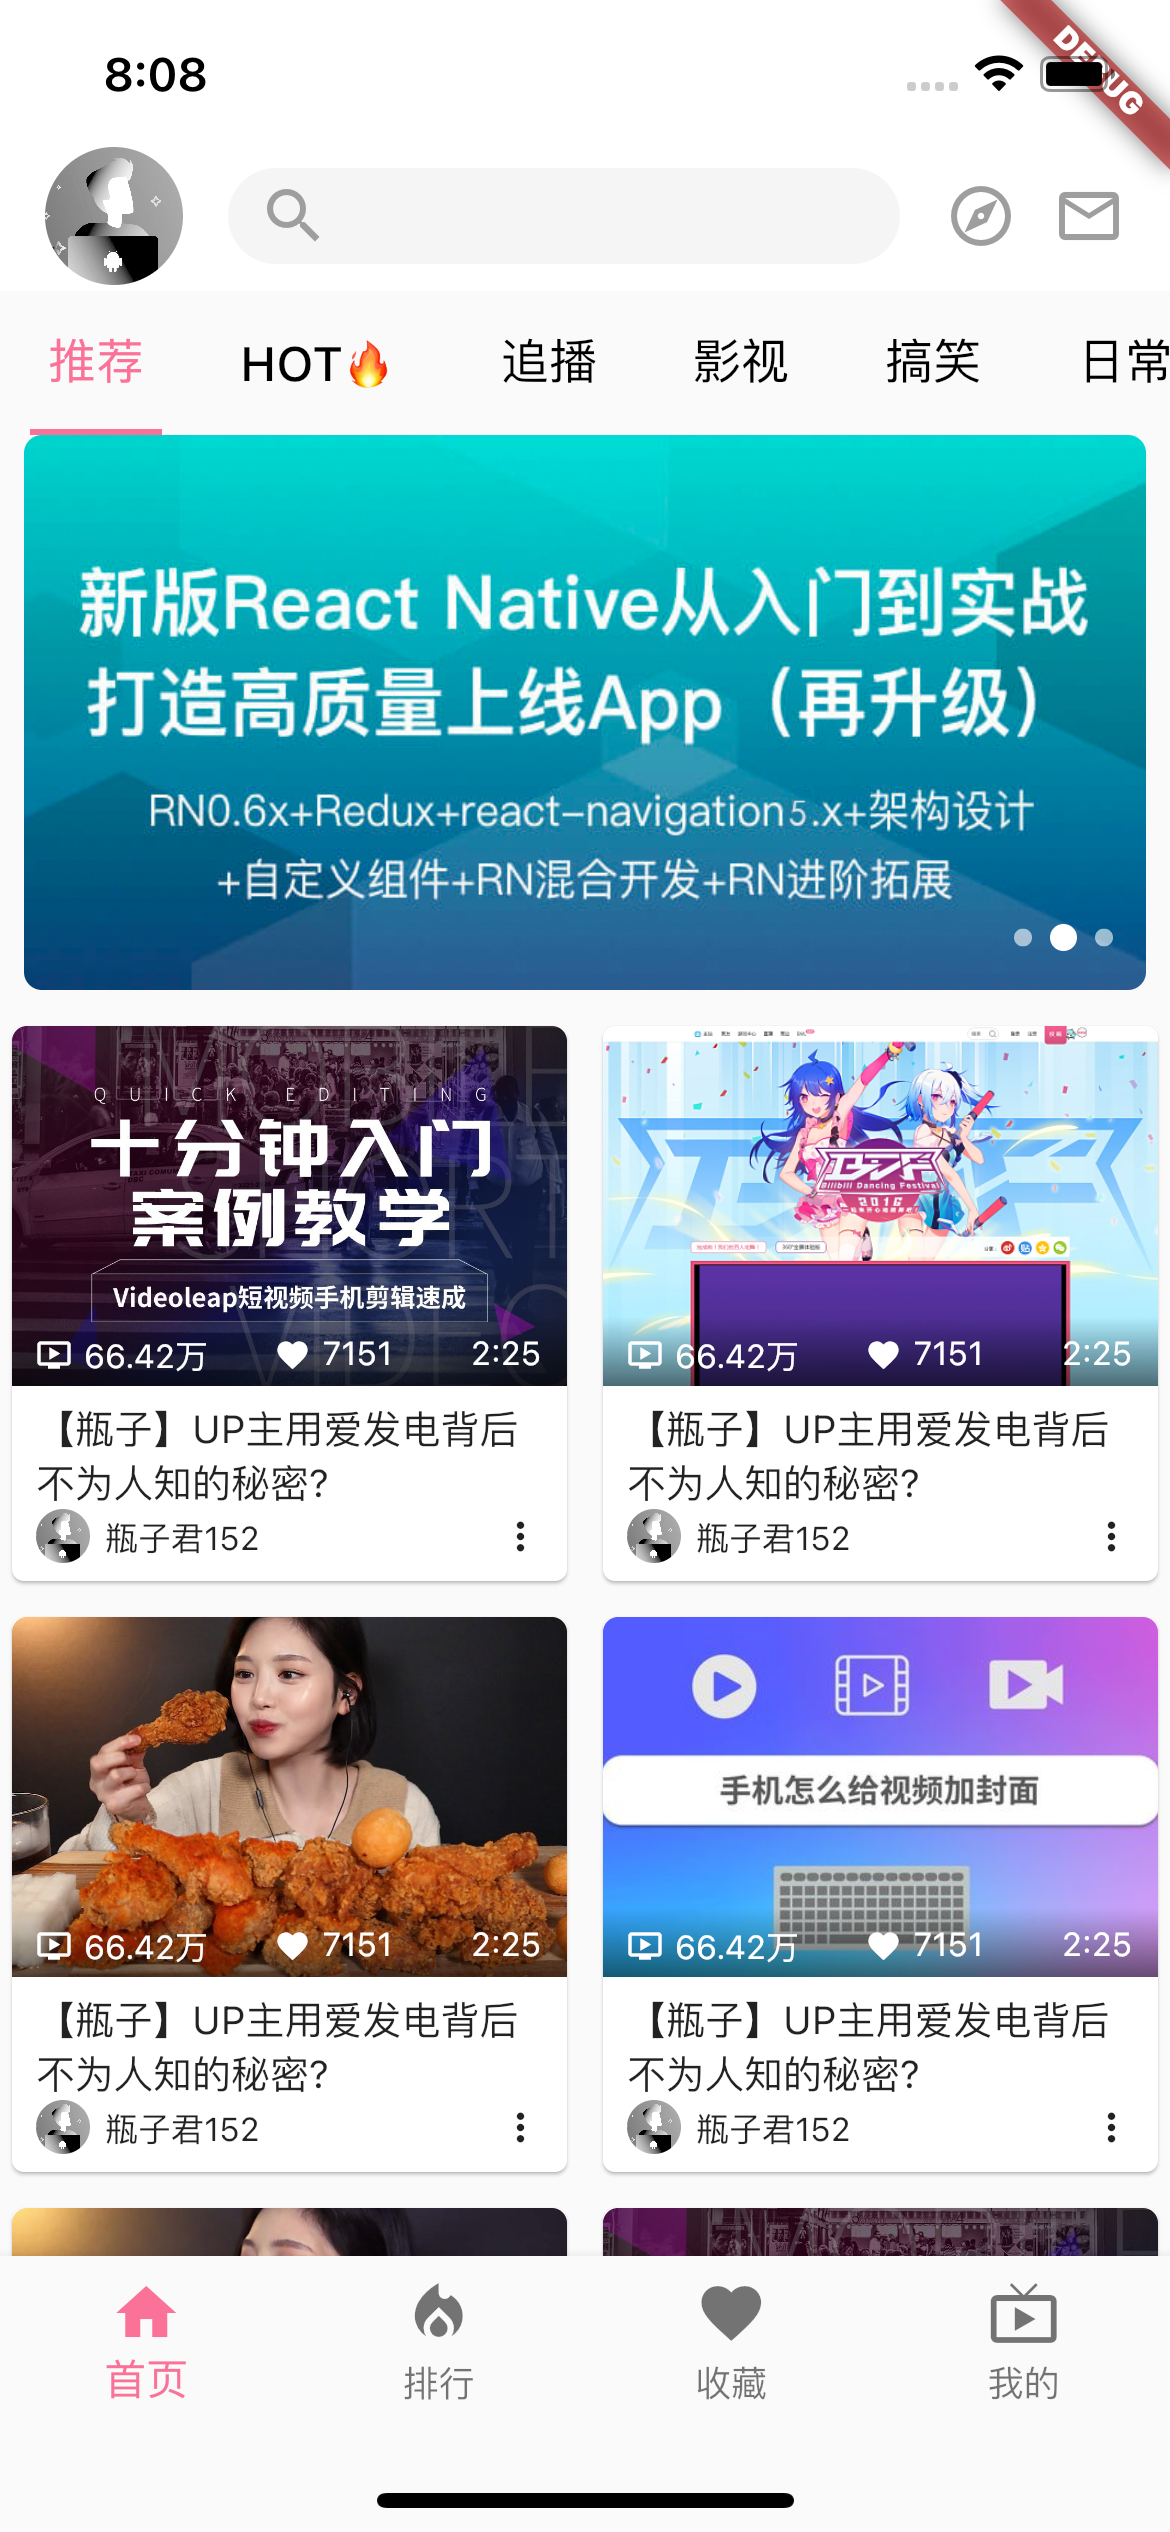 8:08
DEBUG
推荐
HOT🔥
追播
影视
搞笑
日常
新版React Native从入门到实战
打造高质量上线App（再升级）
RN0.6x+Redux+react-navigation5.x+架构设计
+自定义组件+RN混合开发+RN进阶拓展
QUICK EDITING
十分钟入门
案例教学
Videoleap短视频手机剪辑速成
66.42万
7151
2:25
【瓶子】UP主用爱发电背后
不为人知的秘密?
瓶子君152
Bilibili Dancing Festival
2016
66.42万
7151
2:25
【瓶子】UP主用爱发电背后
不为人知的秘密?
瓶子君152
66.42万
7151
2:25
【瓶子】UP主用爱发电背后
不为人知的秘密?
瓶子君152
手机怎么给视频加封面
66.42万
7151
2:25
【瓶子】UP主用爱发电背后
不为人知的秘密?
瓶子君152
首页
排行
收藏
我的